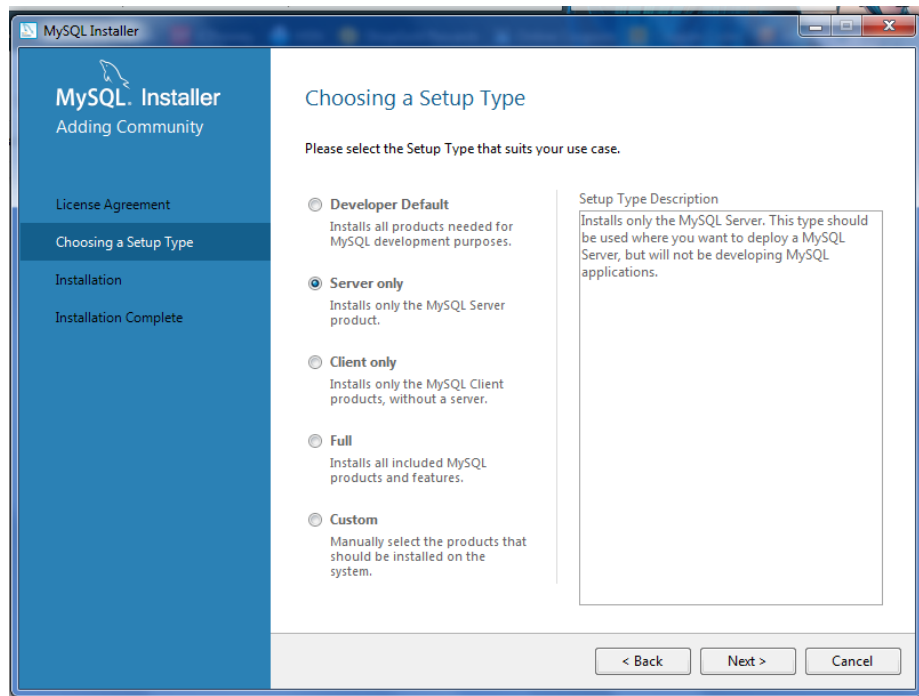 MySQL Installer
MySQL. Installer
Adding Community
License Agreement
Choosing a Setup Type
Installation
Installation Complete
Choosing a Setup Type
Please select the Setup Type that suits your use case.
Developer Default
Installs all products needed for
MySQL development purposes.
Server only
Installs only the MySQL Server
product.
Client only
Installs only the MySQL Client
products, without a server.
Full
Installs all included MySQL
products and features.
Custom
Manually select the products that
should be installed on the
system.
Setup Type Description
Installs only the MySQL Server. This type should
be used where you want to deploy a MySQL
Server, but will not be developing MySQL
applications.
< Back
Next >
Cancel